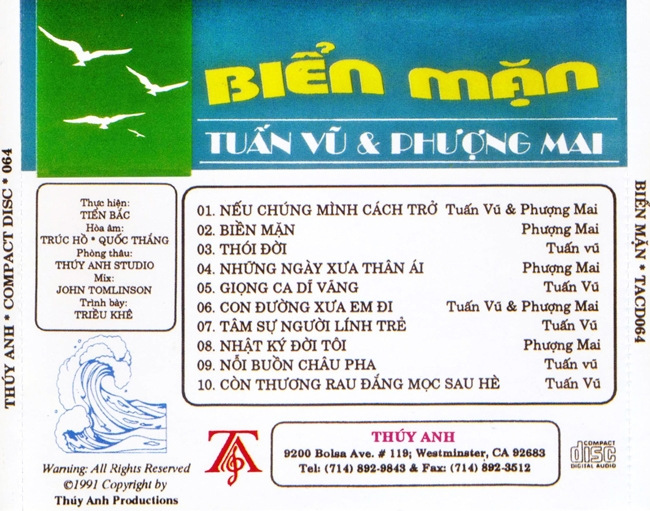 BIỂN MẶN
TUẤN VŨ & PHƯỢNG MAI
THÚY ANH * COMPACT DISC * 064
Thực hiện:
TIẾN BẮC
Hòa âm:
TRÚC HỒ * QUỐC THẮNG
Phòng thâu:
THÚY ANH STUDIO
Mix:
JOHN TOMLINSON
Trình bày:
TRIỀU KHÊ
01. NẾU CHÚNG MÌNH CÁCH TRỞ Tuấn Vũ & Phượng Mai
02. BIỂN MẶN Phượng Mai
03. THÓI ĐỜI Tuấn vũ
04. NHỮNG NGÀY XƯA THÂN ÁI Phượng Mai
05. GIỌNG CA DĨ VÃNG Tuấn Vũ
06. CON ĐƯỜNG XƯA EM ĐI Tuấn Vũ & Phượng Mai
07. TÂM SỰ NGƯỜI LÍNH TRẺ Tuấn Vũ
08. NHẬT KÝ ĐỜI TÔI Phượng Mai
09. NỖI BUỒN CHÂU PHA Tuấn vũ
10. CÒN THƯƠNG RAU ĐẮNG MỌC SAU HÈ Tuấn Vũ
BIỂN MẶN * TACD064
Warning: All Rights Reserved
©1991 Copyright by
Thúy Anh Productions
TA
THÚY ANH
9200 Bolsa Ave. # 119; Westminster, CA 92683
Tel: (714) 892-9843 & Fax: (714) 892-3512
COMPACT
disc
DIGITAL AUDIO